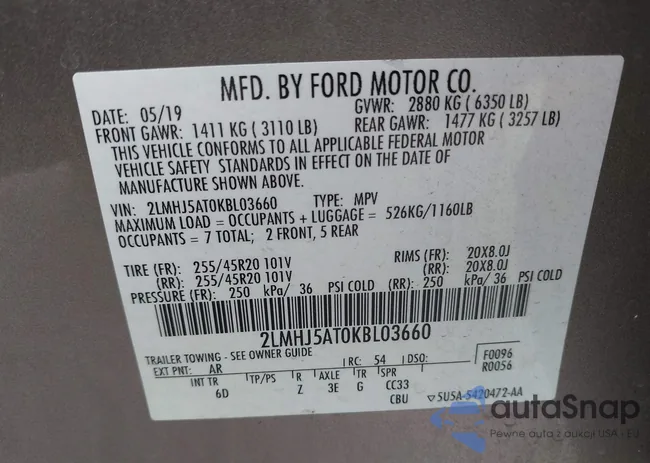 MFD. BY FORD MOTOR CO.
DATE: 05/19 GVWR: 2880 KG ( 6350 LB)
FRONT GAWR: 1411 KG ( 3110 LB) REAR GAWR: 1477 KG ( 3257 LB)
THIS VEHICLE CONFORMS TO ALL APPLICABLE FEDERAL MOTOR
VEHICLE SAFETY STANDARDS IN EFFECT ON THE DATE OF
MANUFACTURE SHOWN ABOVE.
VIN: 2LMHJ5AT0KBL03660 TYPE: MPV
MAXIMUM LOAD = OCCUPANTS + LUGGAGE = 526KG/1160LB
OCCUPANTS = 7 TOTAL; 2 FRONT, 5 REAR
TIRE (FR): 255/45R20 101V RIMS (FR): 20X8.0J
(RR): 255/45R20 101V (RR): 20X8.0J
PRESSURE (FR): 250 kPa/ 36 PSI COLD (RR): 250 kPa/ 36 PSI COLD
2LMHJ5AT0KBL03660
TRAILER TOWING - SEE OWNER GUIDE
EXT PNT: AR RC: 54 DSO: F0096
R0056
INT TR TP/PS R AXLE TR SPR
6D Z 3E G CC33
CBU ▽5U5A-5420472-AA
autaSnap
Pewne auta z aukcji USA - EU